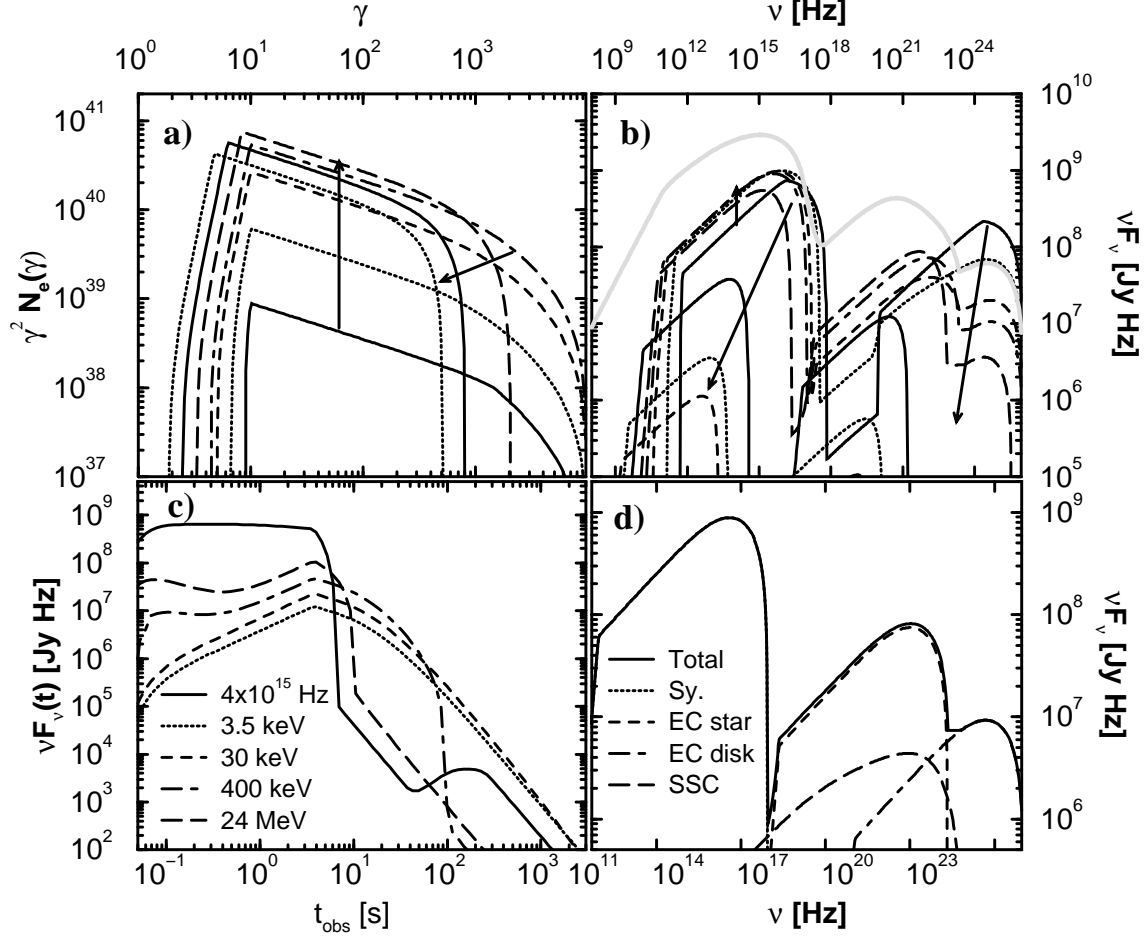 γ ν [Hz]
10^0 10^1 10^2 10^3 10^9 10^12 10^15 10^18 10^21 10^24
a) b)
γ^2 N_e(γ)
10^41
10^40
10^39
10^38
10^37
10^10
10^9
10^8
10^7
10^6
10^5
νF_ν [Jy Hz]
c) d)
νF_ν(t) [Jy Hz]
10^9
10^8
10^7
10^6
10^5
10^4
10^3
10^2
4x10^15 Hz
3.5 keV
30 keV
400 keV
24 MeV
10^−1 10^0 10^1 10^2 10^3
t_obs [s]
Total
Sy.
EC star
EC disk
SSC
10^9
10^8
10^7
10^6
νF_ν [Jy Hz]
10^11 10^14 10^17 10^20 10^23
ν [Hz]